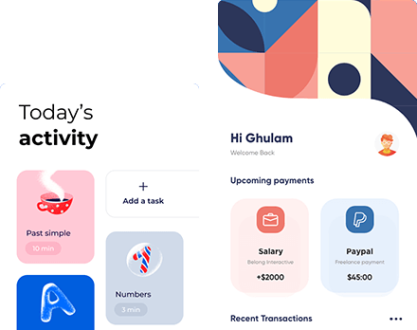 Today's
activity
Past simple
10 min
+
Add a task
Numbers
3 min
A
Hi Ghulam
Welcome Back
Upcoming payments
Salary
Belong Interactive
+$2000
Paypal
Freelance payment
$45:00
Recent Transactions